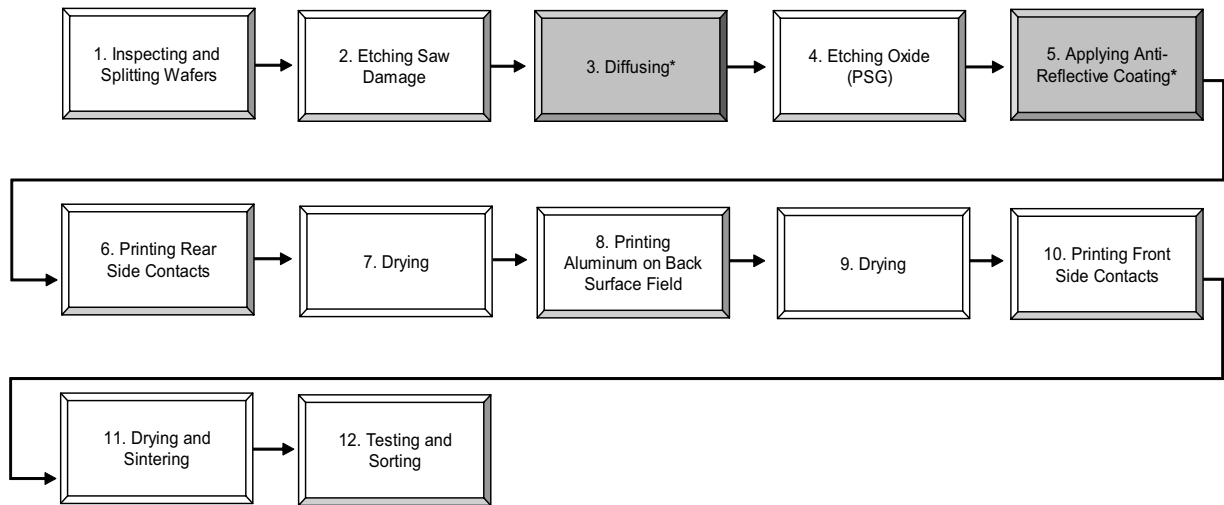 1. Inspecting and
Splitting Wafers
2. Etching Saw
Damage
3. Diffusing*
4. Etching Oxide
(PSG)
5. Applying Anti-
Reflective Coating*
6. Printing Rear
Side Contacts
7. Drying
8. Printing
Aluminum on Back
Surface Field
9. Drying
10. Printing Front
Side Contacts
11. Drying and
Sintering
12. Testing and
Sorting